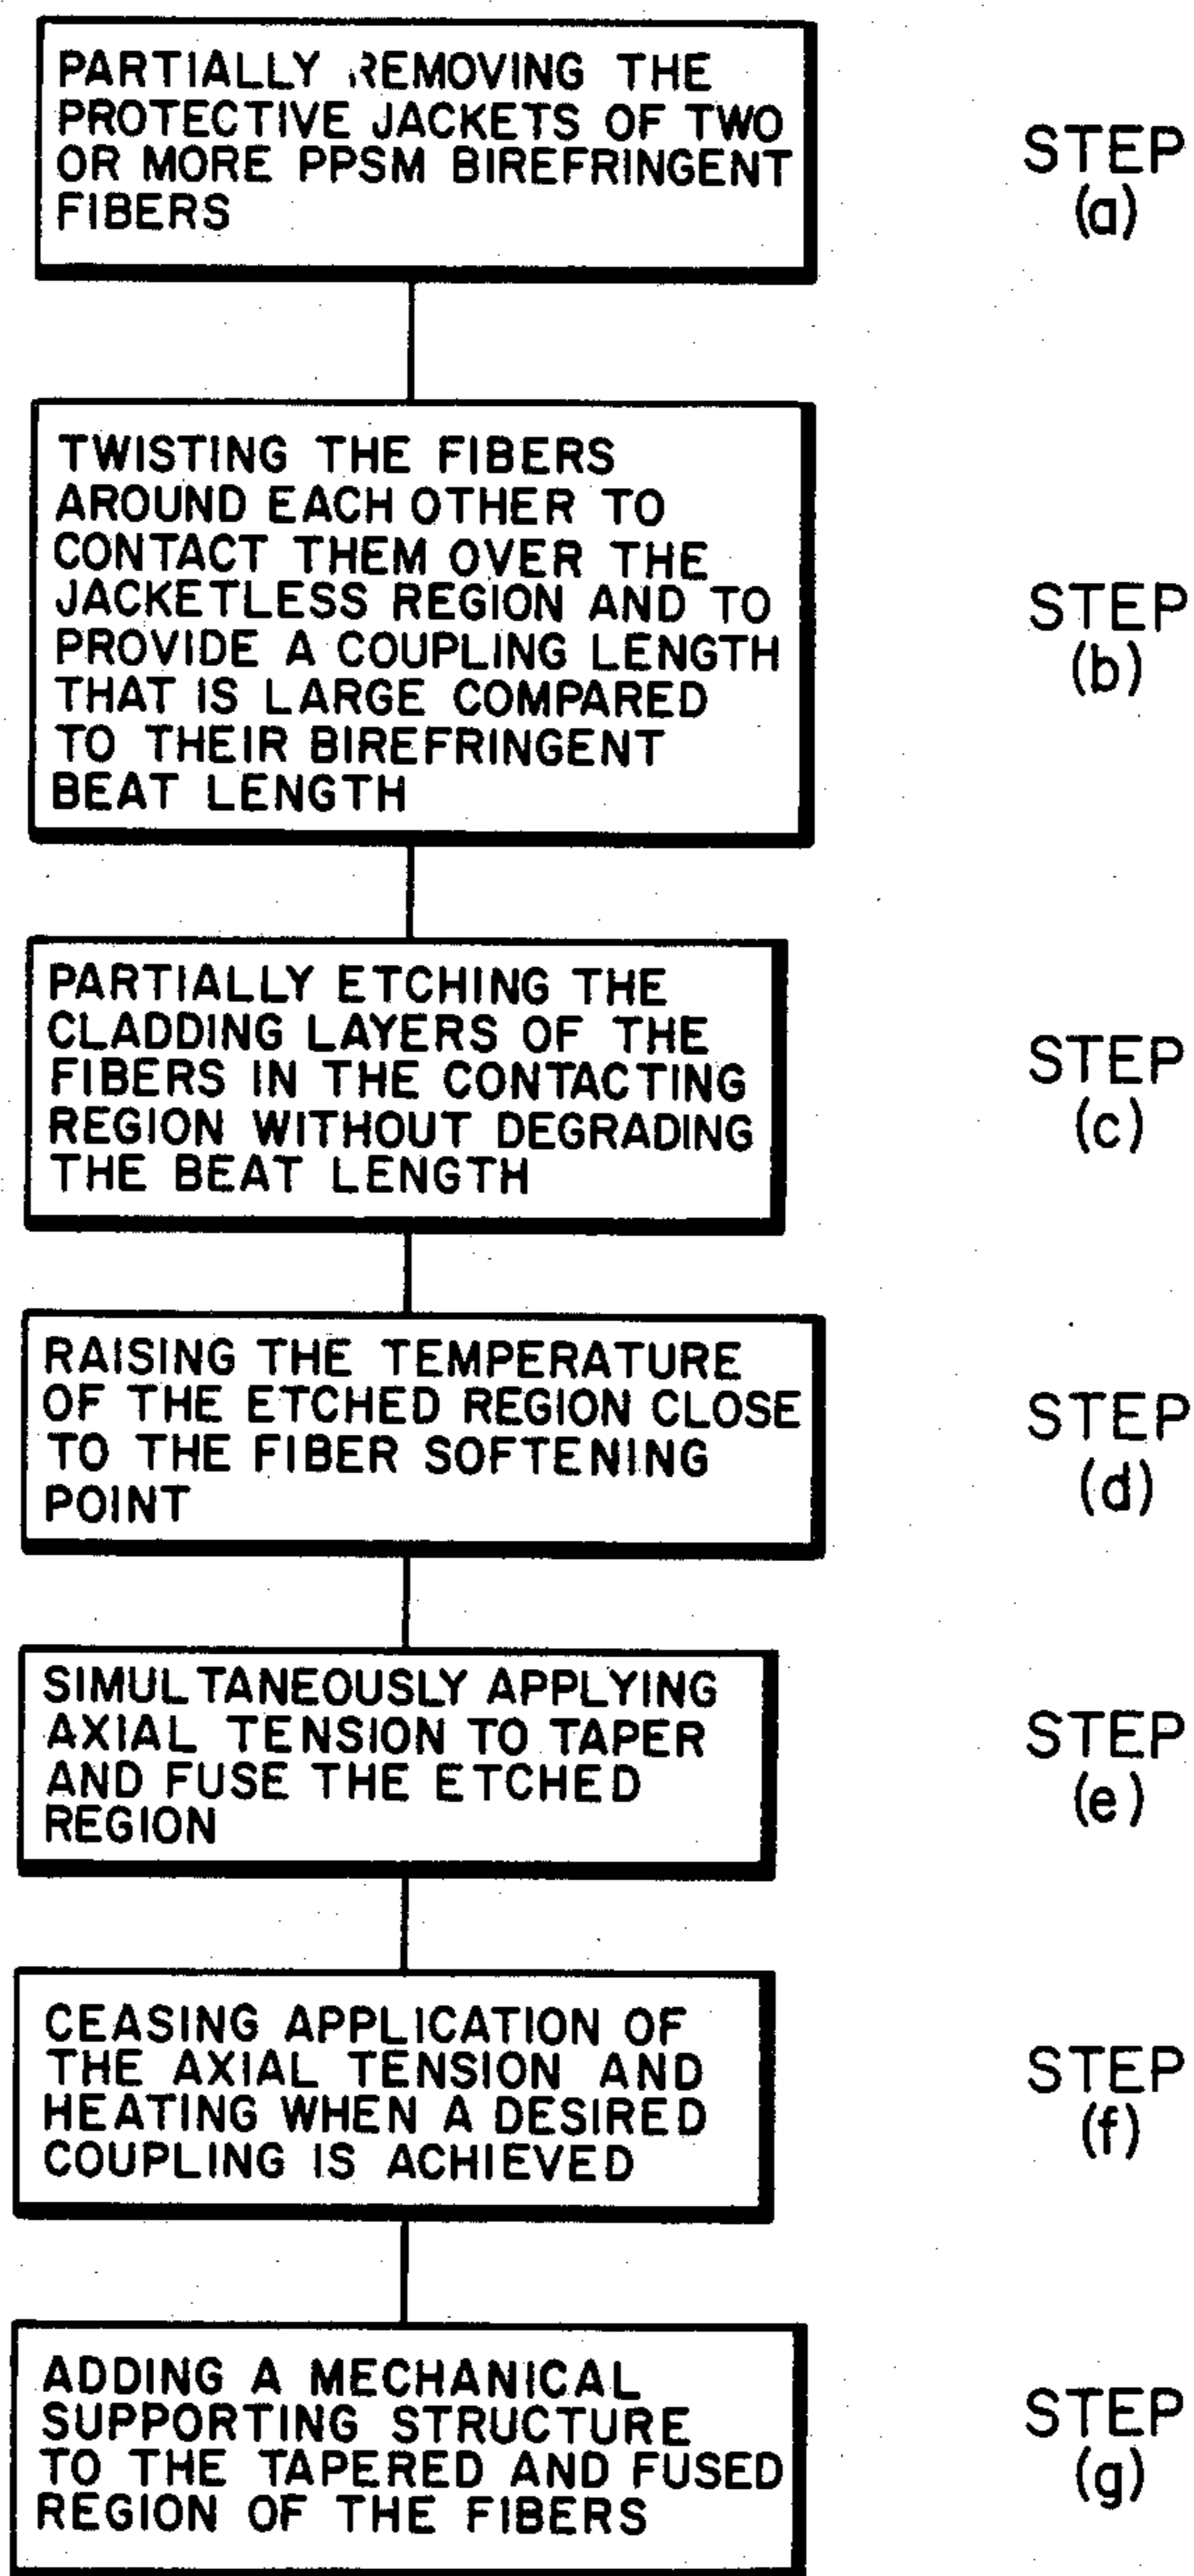 PARTIALLY REMOVING THE
PROTECTIVE JACKETS OF TWO
OR MORE PPSM BIREFRINGENT
FIBERS
STEP
(a)
TWISTING THE FIBERS
AROUND EACH OTHER TO
CONTACT THEM OVER THE
JACKETLESS REGION AND TO
PROVIDE A COUPLING LENGTH
THAT IS LARGE COMPARED
TO THEIR BIREFRINGENT
BEAT LENGTH
STEP
(b)
PARTIALLY ETCHING THE
CLADDING LAYERS OF THE
FIBERS IN THE CONTACTING
REGION WITHOUT DEGRADING
THE BEAT LENGTH
STEP
(c)
RAISING THE TEMPERATURE
OF THE ETCHED REGION CLOSE
TO THE FIBER SOFTENING
POINT
STEP
(d)
SIMULTANEOUSLY APPLYING
AXIAL TENSION TO TAPER
AND FUSE THE ETCHED
REGION
STEP
(e)
CEASING APPLICATION OF
THE AXIAL TENSION AND
HEATING WHEN A DESIRED
COUPLING IS ACHIEVED
STEP
(f)
ADDING A MECHANICAL
SUPPORTING STRUCTURE
TO THE TAPERED AND FUSED
REGION OF THE FIBERS
STEP
(g)